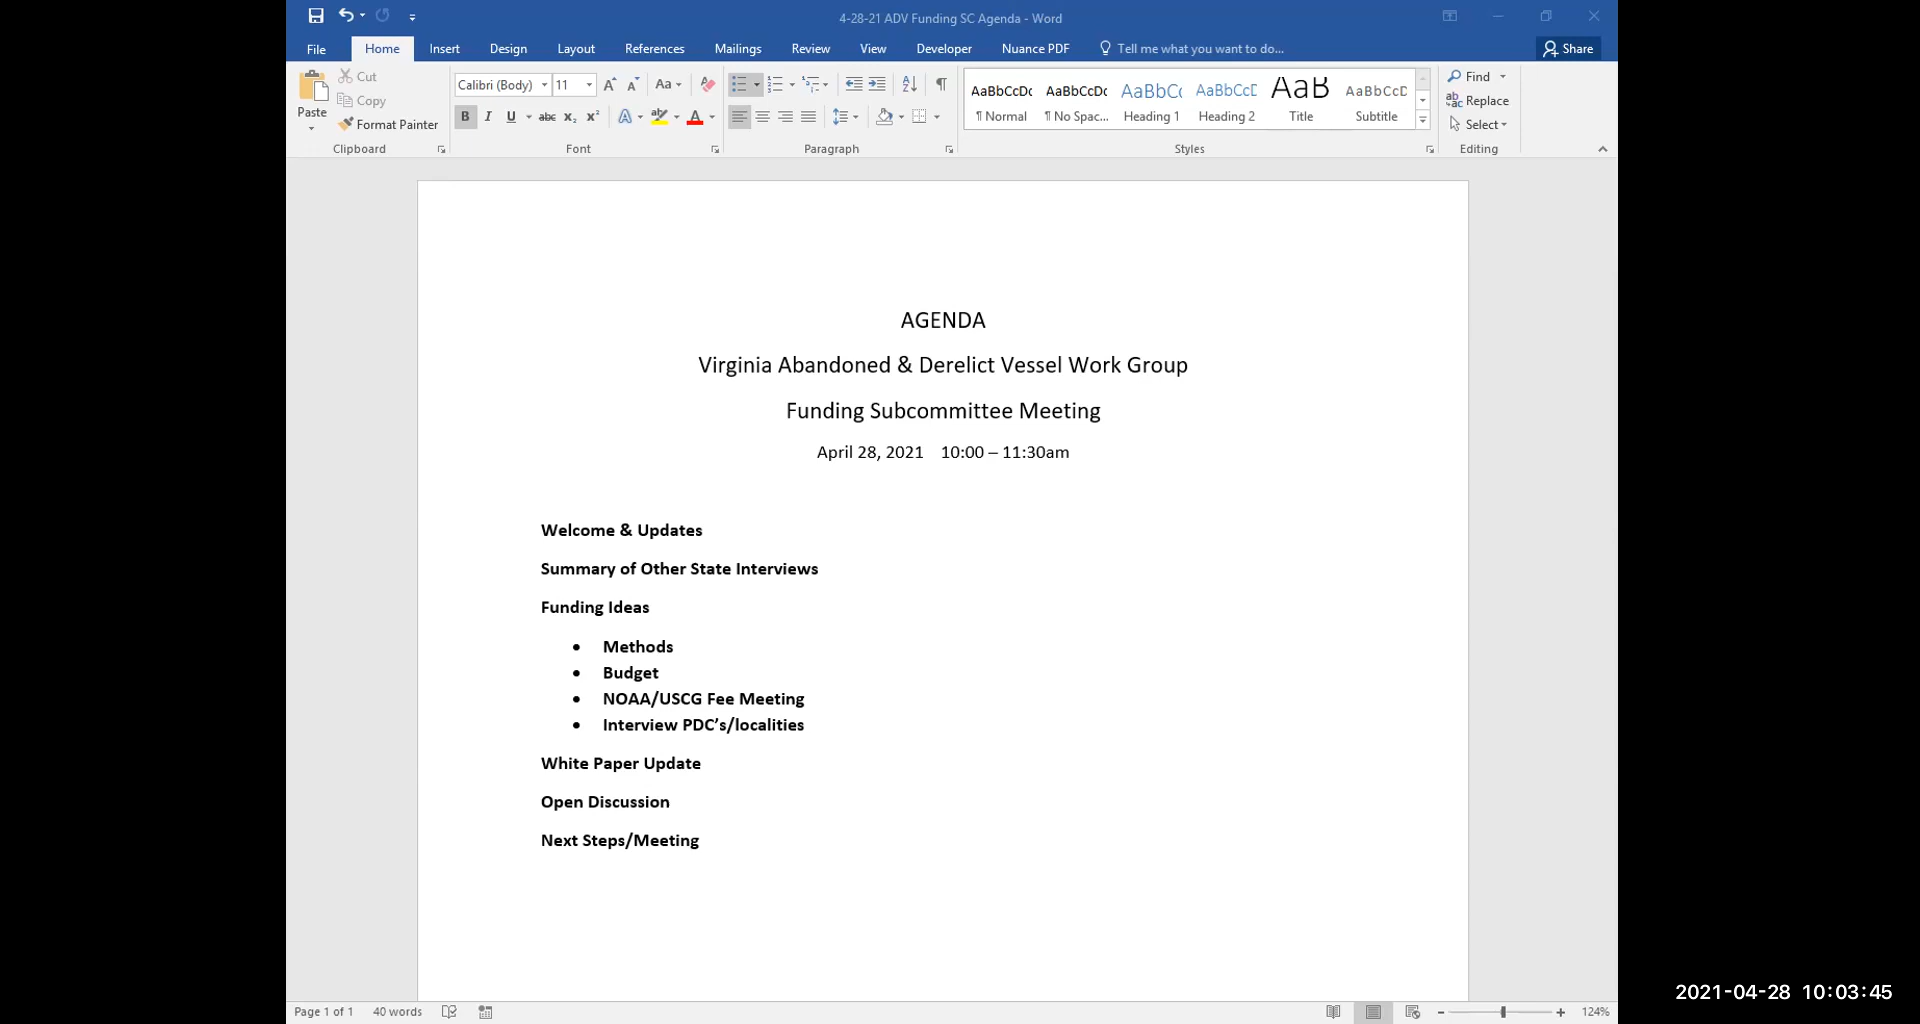 4-28-21 ADV Funding SC Agenda - Word
File Home Insert Design Layout References Mailings Review View Developer Nuance PDF Tell me what you want to do... Share
Cut
Copy
Format Painter
Paste
Clipboard
Calibri (Body) 11
Font
Paragraph
AaBbCcDc AaBbCcDc AaBbCc AaBbCcD AaB AaBbCcD
¶ Normal ¶ No Spac... Heading 1 Heading 2 Title Subtitle
Styles
Find
Replace
Select
Editing
AGENDA
Virginia Abandoned & Derelict Vessel Work Group
Funding Subcommittee Meeting
April 28, 2021 10:00 – 11:30am
Welcome & Updates
Summary of Other State Interviews
Funding Ideas
• Methods
• Budget
• NOAA/USCG Fee Meeting
• Interview PDC’s/localities
White Paper Update
Open Discussion
Next Steps/Meeting
Page 1 of 1 40 words 124%
2021-04-28 10:03:45